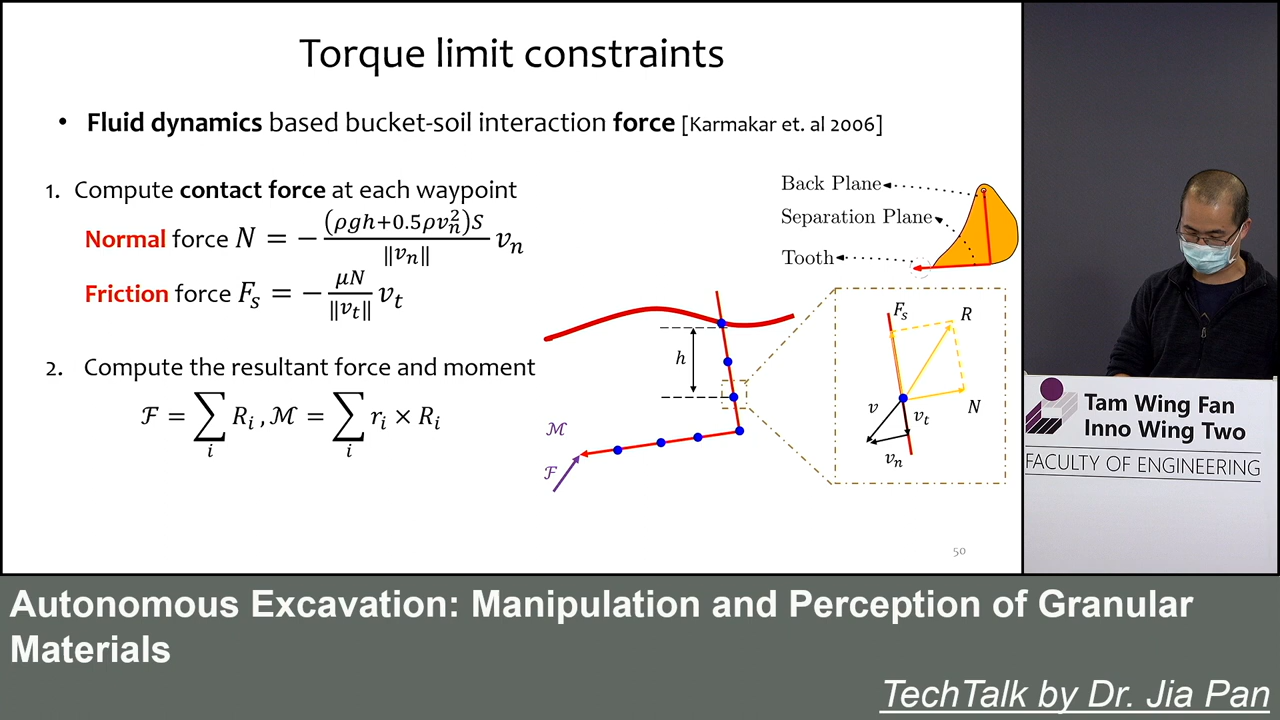 Torque limit constraints
• Fluid dynamics based bucket-soil interaction force [Karmakar et. al 2006]
1. Compute contact force at each waypoint
Normal force N = − (ρgh+0.5ρv_n^2)S / ‖v_n‖ v_n
Friction force F_s = − μN / ‖v_t‖ v_t
2. Compute the resultant force and moment
ℱ = ∑_i R_i , ℳ = ∑_i r_i × R_i
Back Plane
Separation Plane
Tooth
h
ℳ
ℱ
F_s
R
N
v
v_t
v_n
50
Tam Wing Fan
Inno Wing Two
FACULTY OF ENGINEERING
Autonomous Excavation: Manipulation and Perception of Granular
Materials
TechTalk by Dr. Jia Pan